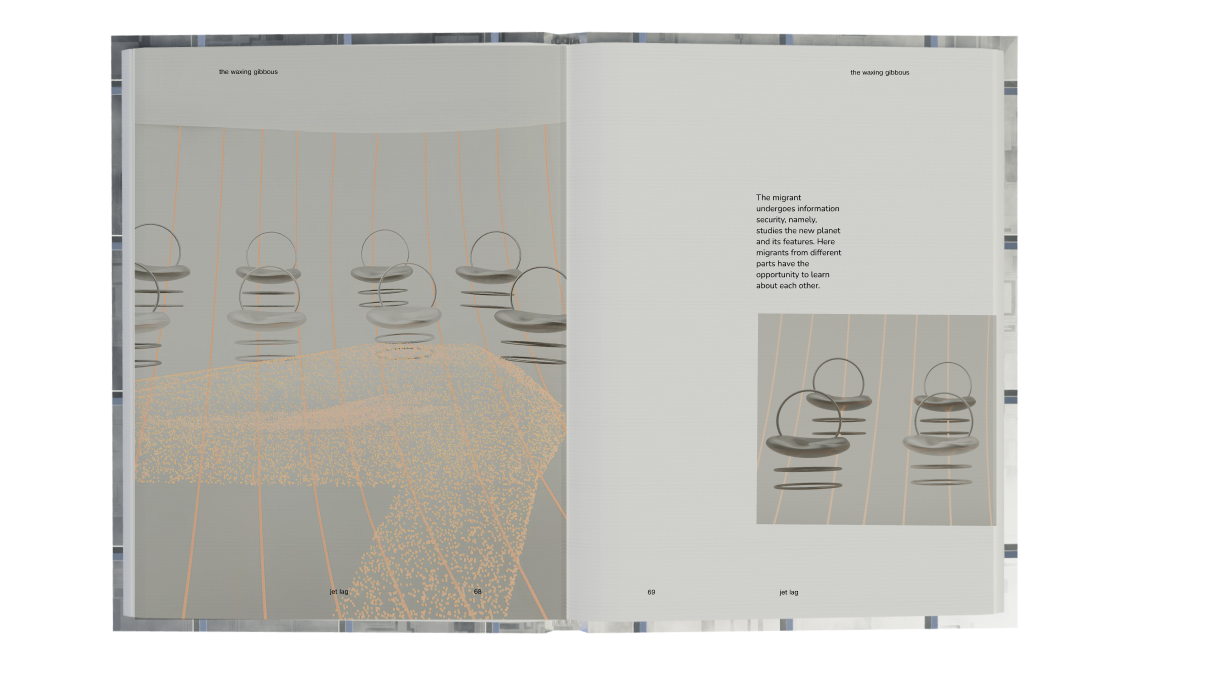 the waxing gibbous
jet lag
68
the waxing gibbous
The migrant
undergoes information
security, namely,
studies the new planet
and its features. Here
migrants from different
parts have the
opportunity to learn
about each other.
69
jet lag